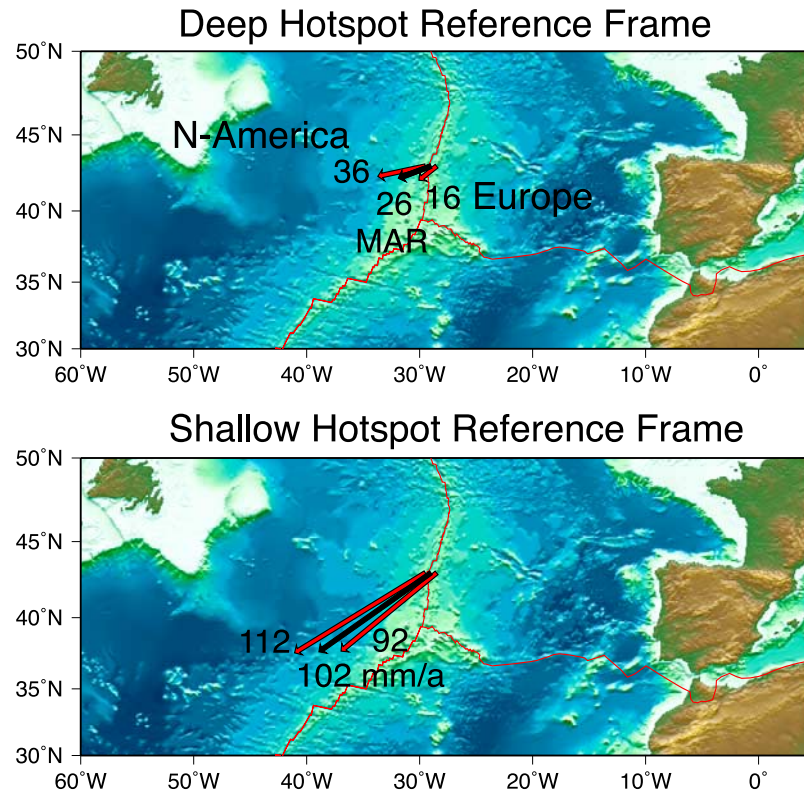 Deep Hotspot Reference Frame
50°N
45°N
40°N
35°N
30°N
N-America
36
26
16 Europe
MAR
60°W 50°W 40°W 30°W 20°W 10°W 0°
Shallow Hotspot Reference Frame
50°N
45°N
40°N
35°N
30°N
112
92
102 mm/a
60°W 50°W 40°W 30°W 20°W 10°W 0°